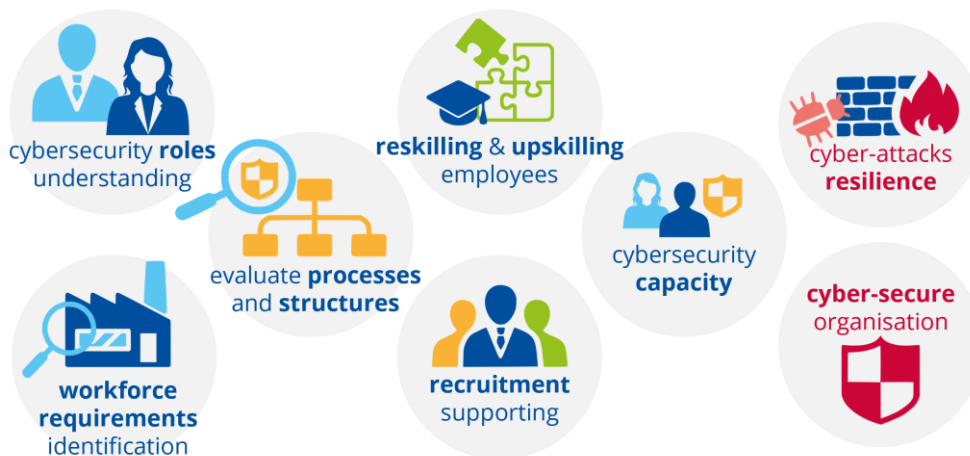 cybersecurity roles
understanding
evaluate processes
and structures
workforce
requirements
identification
reskilling & upskilling
employees
recruitment
supporting
cybersecurity
capacity
cyber-attacks
resilience
cyber-secure
organisation